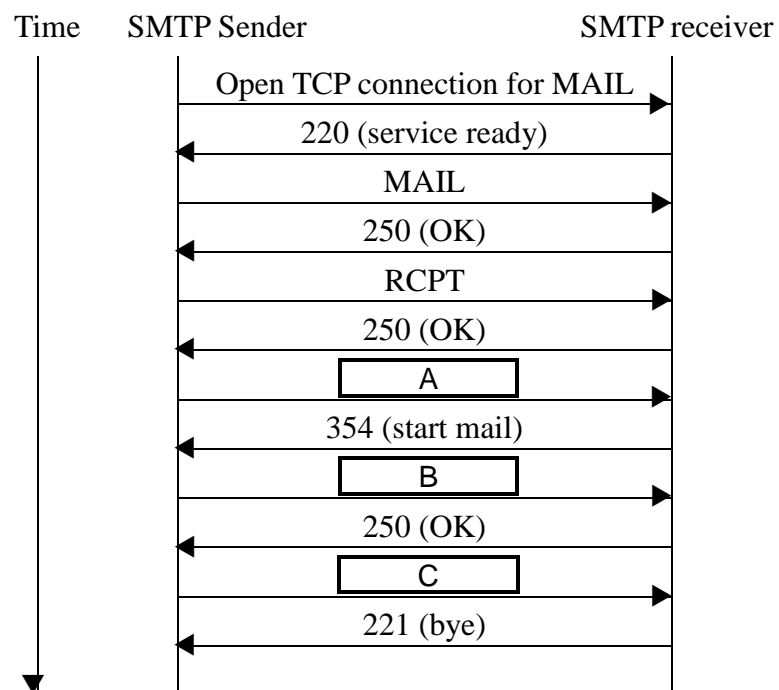 Time SMTP Sender SMTP receiver
Open TCP connection for MAIL
220 (service ready)
MAIL
250 (OK)
RCPT
250 (OK)
A
354 (start mail)
B
250 (OK)
C
221 (bye)